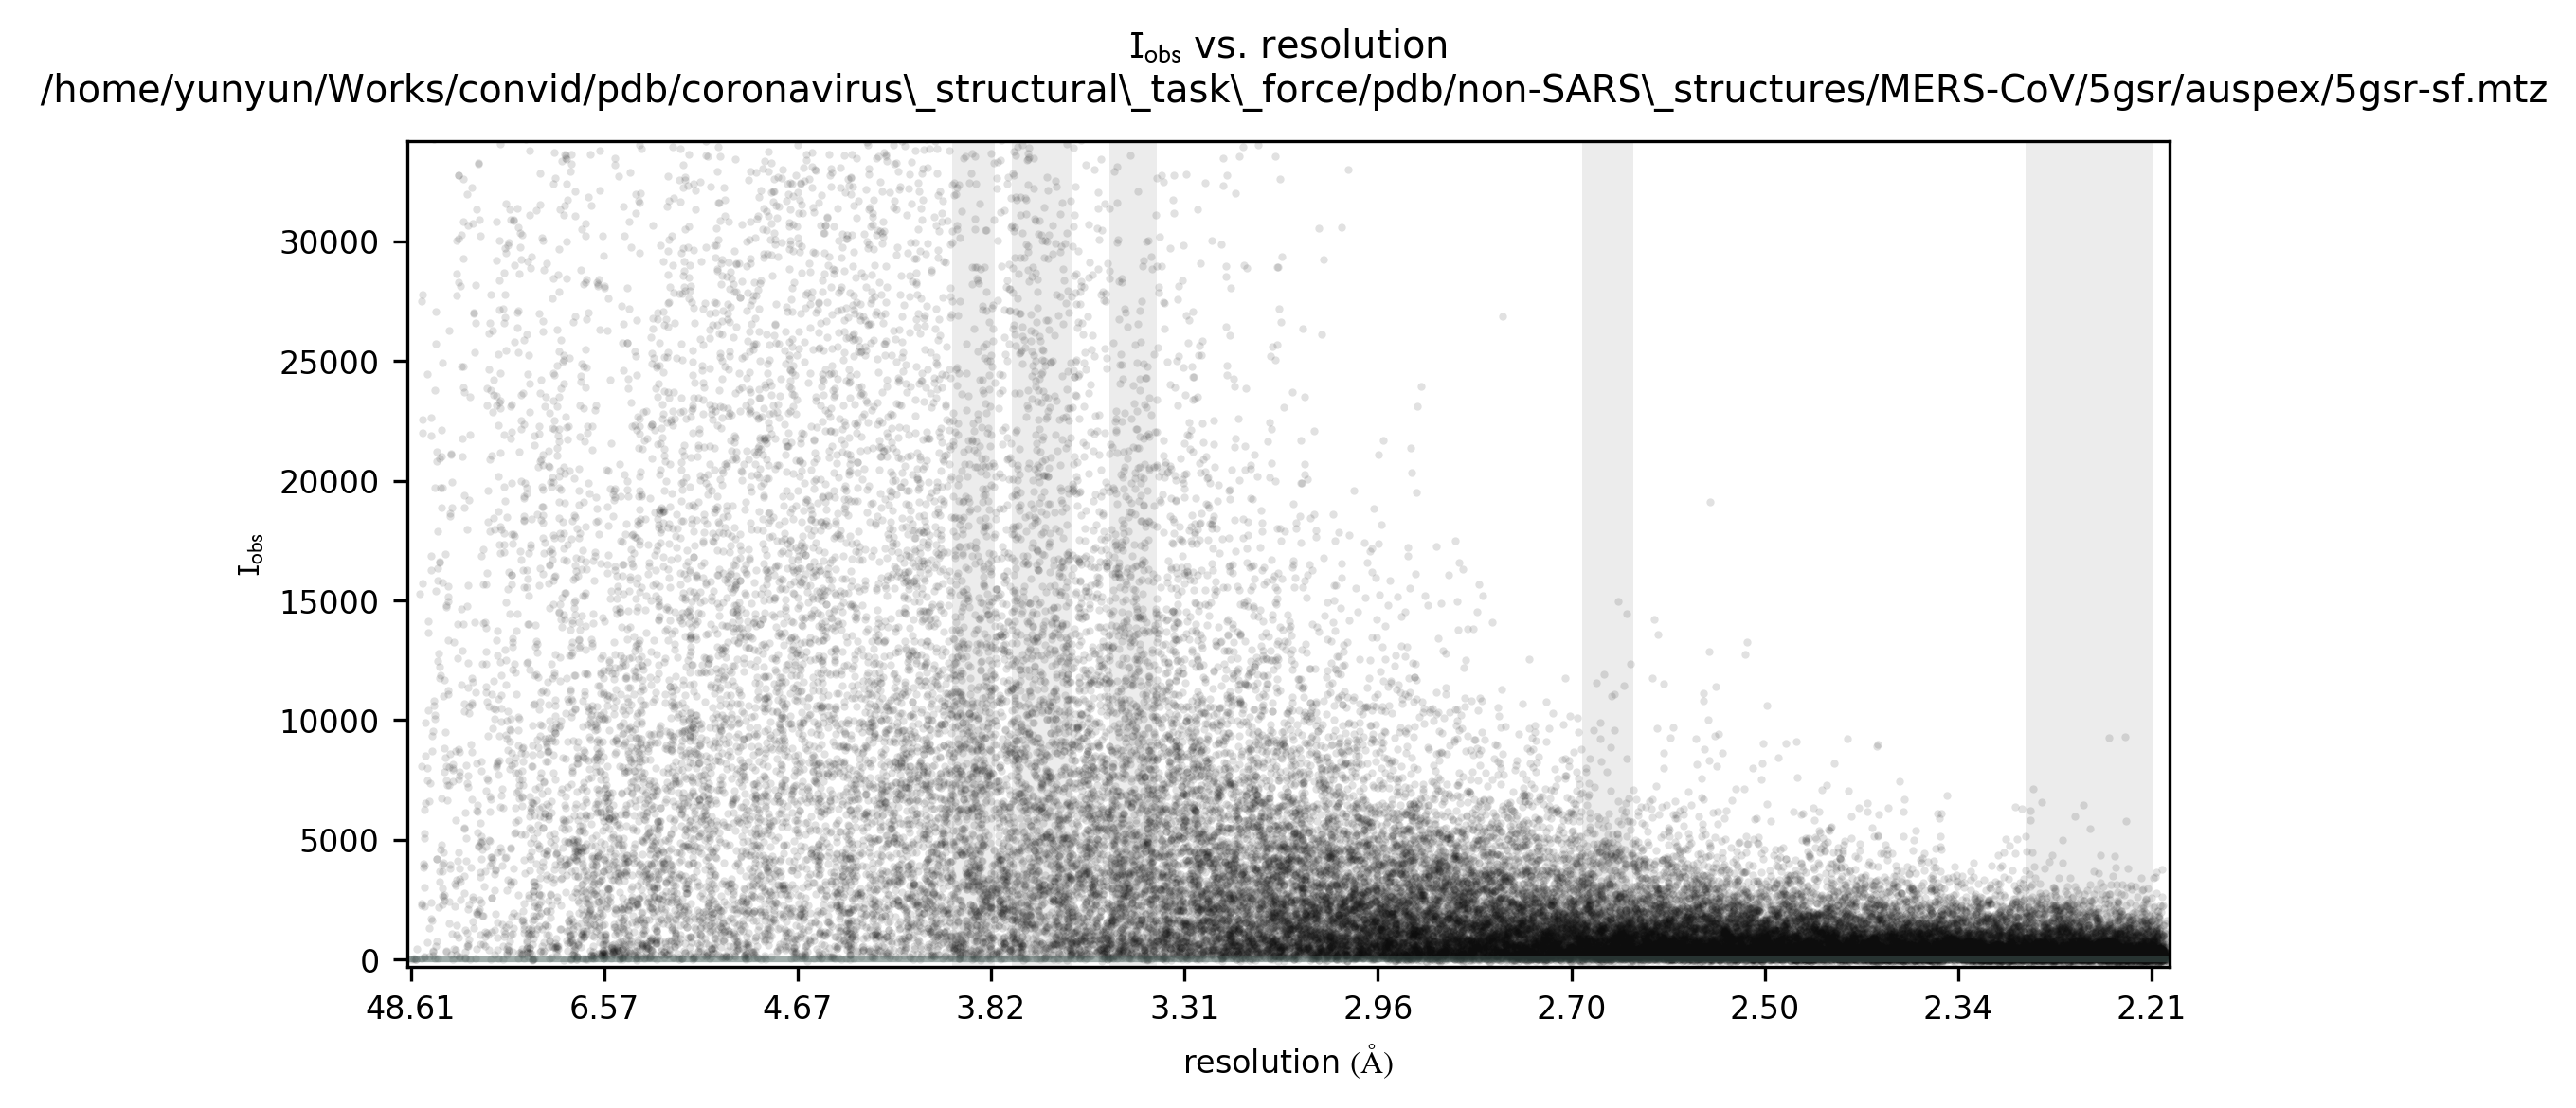 I_obs vs. resolution
/home/yunyun/Works/convid/pdb/coronavirus\_structural\_task\_force/pdb/non-SARS\_structures/MERS-CoV/5gsr/auspex/5gsr-sf.mtz
30000
25000
20000
15000
10000
5000
0
I_obs
48.61 6.57 4.67 3.82 3.31 2.96 2.70 2.50 2.34 2.21
resolution (Å)